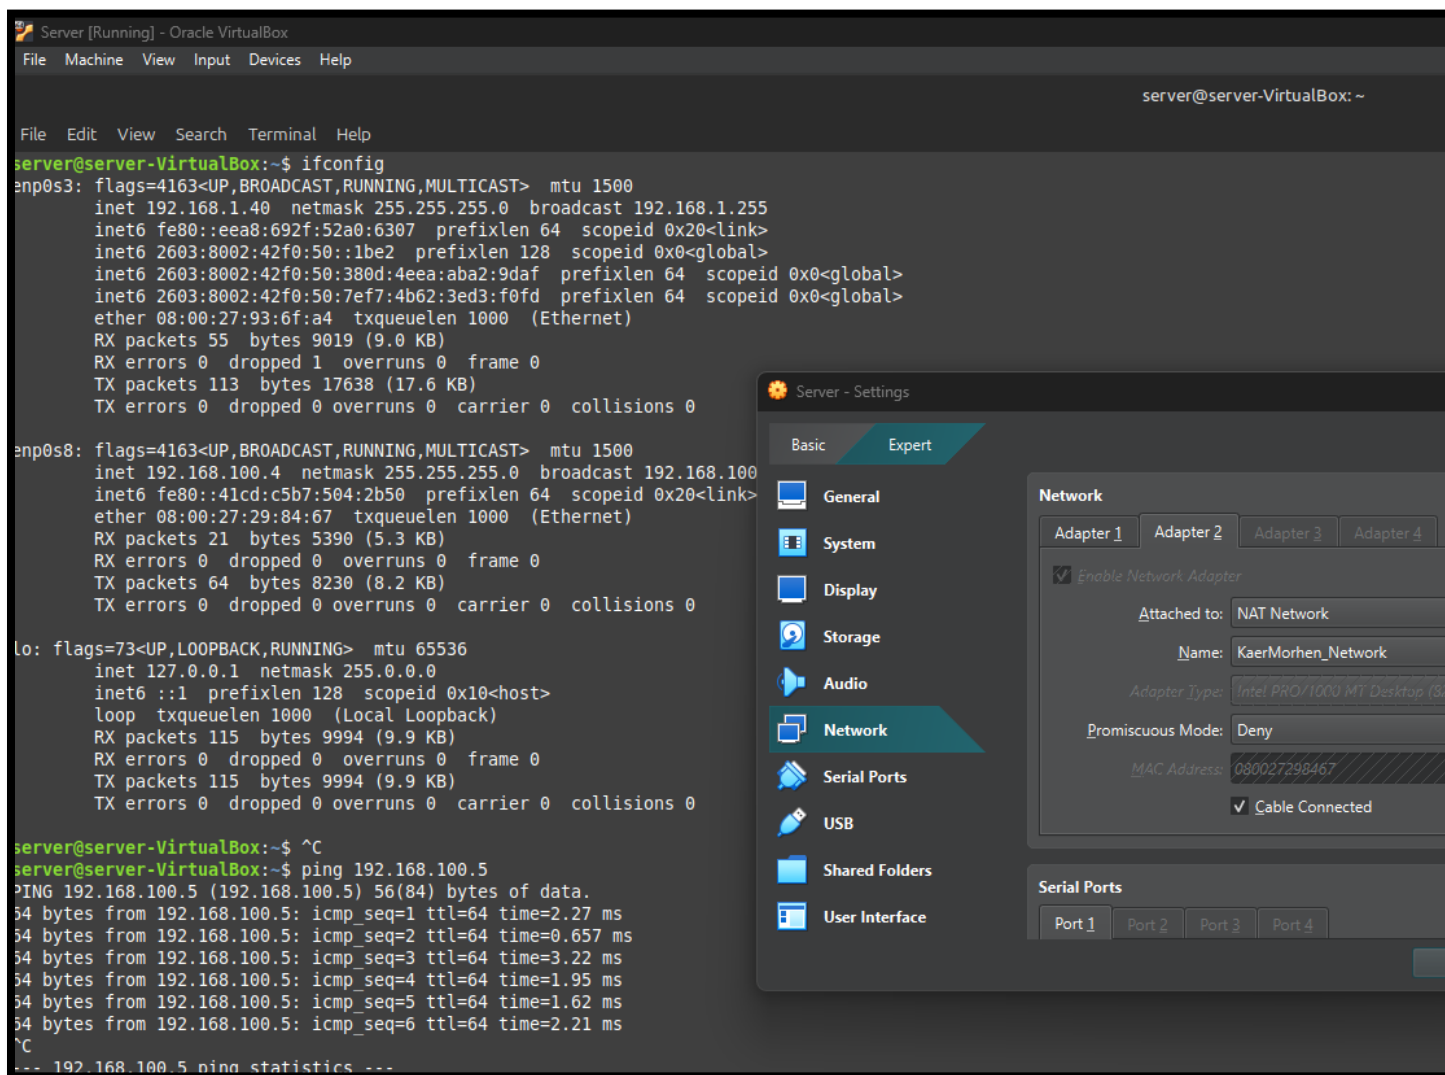 Server [Running] - Oracle VirtualBox
File Machine View Input Devices Help
server@server-VirtualBox: ~
File Edit View Search Terminal Help
server@server-VirtualBox:~$ ifconfig
enp0s3: flags=4163<UP,BROADCAST,RUNNING,MULTICAST> mtu 1500
inet 192.168.1.40 netmask 255.255.255.0 broadcast 192.168.1.255
inet6 fe80::eea8:692f:52a0:6307 prefixlen 64 scopeid 0x20<link>
inet6 2603:8002:42f0:50::1be2 prefixlen 128 scopeid 0x0<global>
inet6 2603:8002:42f0:50:380d:4eea:aba2:9daf prefixlen 64 scopeid 0x0<global>
inet6 2603:8002:42f0:50:7ef7:4b62:3ed3:f0fd prefixlen 64 scopeid 0x0<global>
ether 08:00:27:93:6f:a4 txqueuelen 1000 (Ethernet)
RX packets 55 bytes 9019 (9.0 KB)
RX errors 0 dropped 1 overruns 0 frame 0
TX packets 113 bytes 17638 (17.6 KB)
TX errors 0 dropped 0 overruns 0 carrier 0 collisions 0
enp0s8: flags=4163<UP,BROADCAST,RUNNING,MULTICAST> mtu 1500
inet 192.168.100.4 netmask 255.255.255.0 broadcast 192.168.100
inet6 fe80::41cd:c5b7:504:2b50 prefixlen 64 scopeid 0x20<link>
ether 08:00:27:29:84:67 txqueuelen 1000 (Ethernet)
RX packets 21 bytes 5390 (5.3 KB)
RX errors 0 dropped 0 overruns 0 frame 0
TX packets 64 bytes 8230 (8.2 KB)
TX errors 0 dropped 0 overruns 0 carrier 0 collisions 0
lo: flags=73<UP,LOOPBACK,RUNNING> mtu 65536
inet 127.0.0.1 netmask 255.0.0.0
inet6 ::1 prefixlen 128 scopeid 0x10<host>
loop txqueuelen 1000 (Local Loopback)
RX packets 115 bytes 9994 (9.9 KB)
RX errors 0 dropped 0 overruns 0 frame 0
TX packets 115 bytes 9994 (9.9 KB)
TX errors 0 dropped 0 overruns 0 carrier 0 collisions 0
server@server-VirtualBox:~$ ^C
server@server-VirtualBox:~$ ping 192.168.100.5
PING 192.168.100.5 (192.168.100.5) 56(84) bytes of data.
64 bytes from 192.168.100.5: icmp_seq=1 ttl=64 time=2.27 ms
64 bytes from 192.168.100.5: icmp_seq=2 ttl=64 time=0.657 ms
64 bytes from 192.168.100.5: icmp_seq=3 ttl=64 time=3.22 ms
64 bytes from 192.168.100.5: icmp_seq=4 ttl=64 time=1.95 ms
64 bytes from 192.168.100.5: icmp_seq=5 ttl=64 time=1.62 ms
64 bytes from 192.168.100.5: icmp_seq=6 ttl=64 time=2.21 ms
^C
--- 192.168.100.5 ping statistics ---
Server - Settings
Basic Expert
General
System
Display
Storage
Audio
Network
Serial Ports
USB
Shared Folders
User Interface
Network
Adapter 1 Adapter 2 Adapter 3 Adapter 4
Enable Network Adapter
Attached to: NAT Network
Name: KaerMorhen_Network
Adapter Type: Intel PRO/1000 MT Desktop
Promiscuous Mode: Deny
MAC Address: 080027298467
Cable Connected
Serial Ports
Port 1 Port 2 Port 3 Port 4